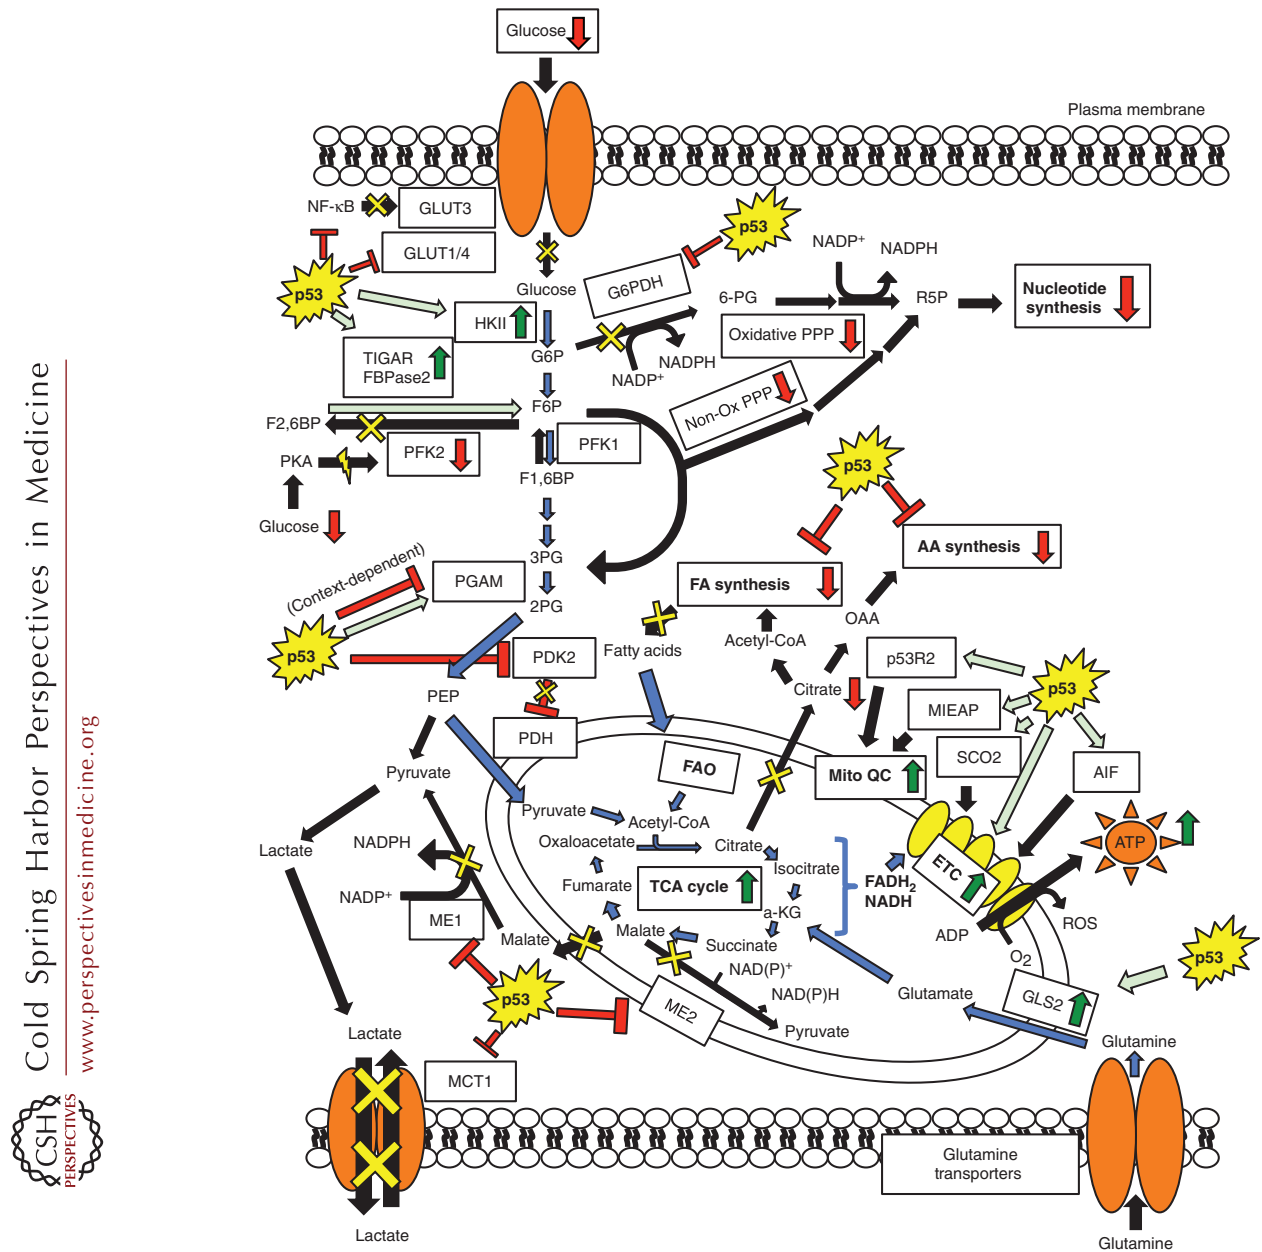 Cold Spring Harbor Perspectives in Medicine
www.perspectivesinmedicine.org
CSH
PERSPECTIVES
Glucose
Plasma membrane
NF-κB
GLUT3
GLUT1/4
p53
p53
NADP+
NADPH
Glucose
G6PDH
6-PG
R5P
Nucleotide
synthesis
HKII
Oxidative PPP
TIGAR
FBPase2
G6P
NADPH
NADP+
F6P
Non-Ox PPP
F2,6BP
PFK2
PFK1
PKA
F1,6BP
p53
Glucose
3PG
AA synthesis
(Context-dependent)
PGAM
FA synthesis
2PG
OAA
p53
PDK2
Fatty acids
Acetyl-CoA
p53R2
PEP
Citrate
p53
MIEAP
PDH
SCO2
FAO
Mito QC
AIF
Pyruvate
Pyruvate
Acetyl-CoA
NADPH
Oxaloacetate
Citrate
ATP
Lactate
Isocitrate
ETC
Fumarate
TCA cycle
FADH2
NADH
NADP+
a-KG
ME1
Malate
Malate
Succinate
ADP
ROS
O2
p53
NAD(P)+
p53
NAD(P)H
Glutamate
GLS2
ME2
Pyruvate
Lactate
Glutamine
MCT1
Glutamine
transporters
Lactate
Glutamine